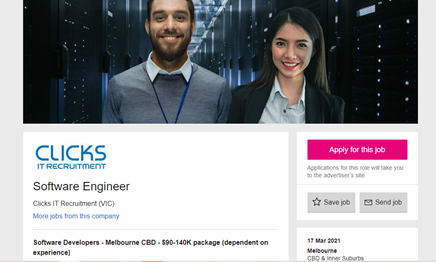 CLICKS
IT RECRUITMENT
Software Engineer
Clicks IT Recruitment (VIC)
More jobs from this company
Software Developers - Melbourne CBD - $90-140K package (dependent on
experience)
Apply for this job
Applications for this role will take you
to the advertiser's site.
Save job
Send job
17 Mar 2021
Melbourne
CBD & Inner Suburbs